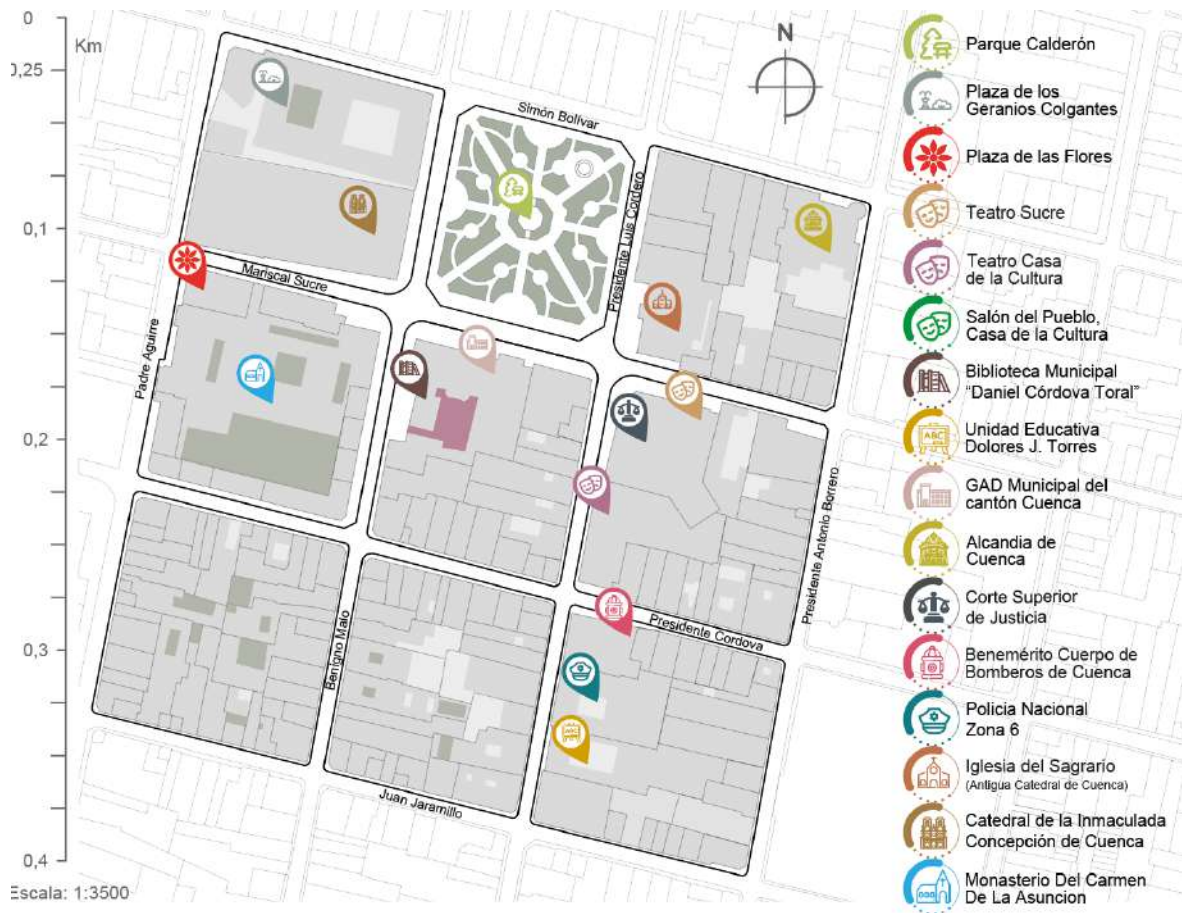 0
Km
0,25
0,1
0,2
0,3
0,4
Escala: 1:3500
N
Simón Bolívar
Presidente Luis Cordero
Mariscal Sucre
Padre Aguirre
Presidente Antonio Borrero
Presidente Cordova
Benigno Malo
Juan Jaramillo
Parque Calderón
Plaza de los
Geranios Colgantes
Plaza de las Flores
Teatro Sucre
Teatro Casa
de la Cultura
Salón del Pueblo,
Casa de la Cultura
Biblioteca Municipal
“Daniel Córdova Toral”
ABC
Unidad Educativa
Dolores J. Torres
GAD Municipal del
cantón Cuenca
Alcandia de
Cuenca
Corte Superior
de Justicia
Benemérito Cuerpo de
Bomberos de Cuenca
Policia Nacional
Zona 6
Iglesia del Sagrario
(Antigua Catedral de Cuenca)
Catedral de la Inmaculada
Concepción de Cuenca
Monasterio Del Carmen
De La Asuncion
ABC